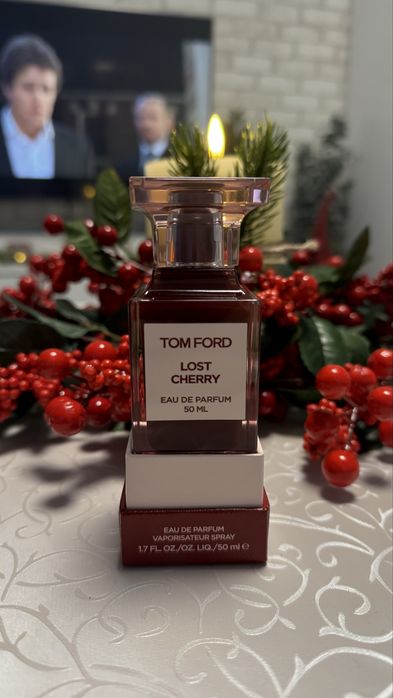 TOM FORD
LOST
CHERRY
EAU DE PARFUM
50 ML
EAU DE PARFUM
VAPORISATEUR SPRAY
1.7 FL. OZ./OZ. LIQ./50 ml ℮